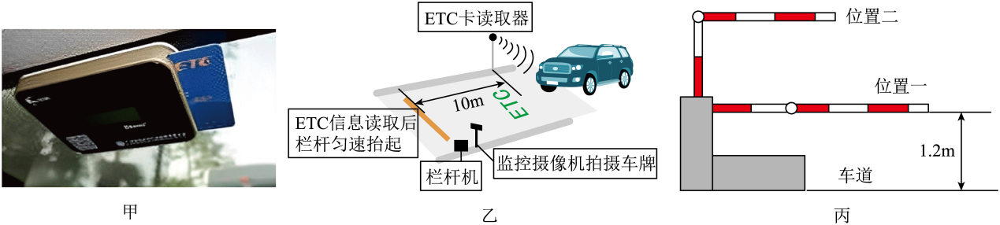 ETC
甲
ETC卡读取器
10m
ETC
ETC信息读取后
栏杆匀速抬起
栏杆机
监控摄像机拍摄车牌
乙
位置二
位置一
1.2m
车道
丙